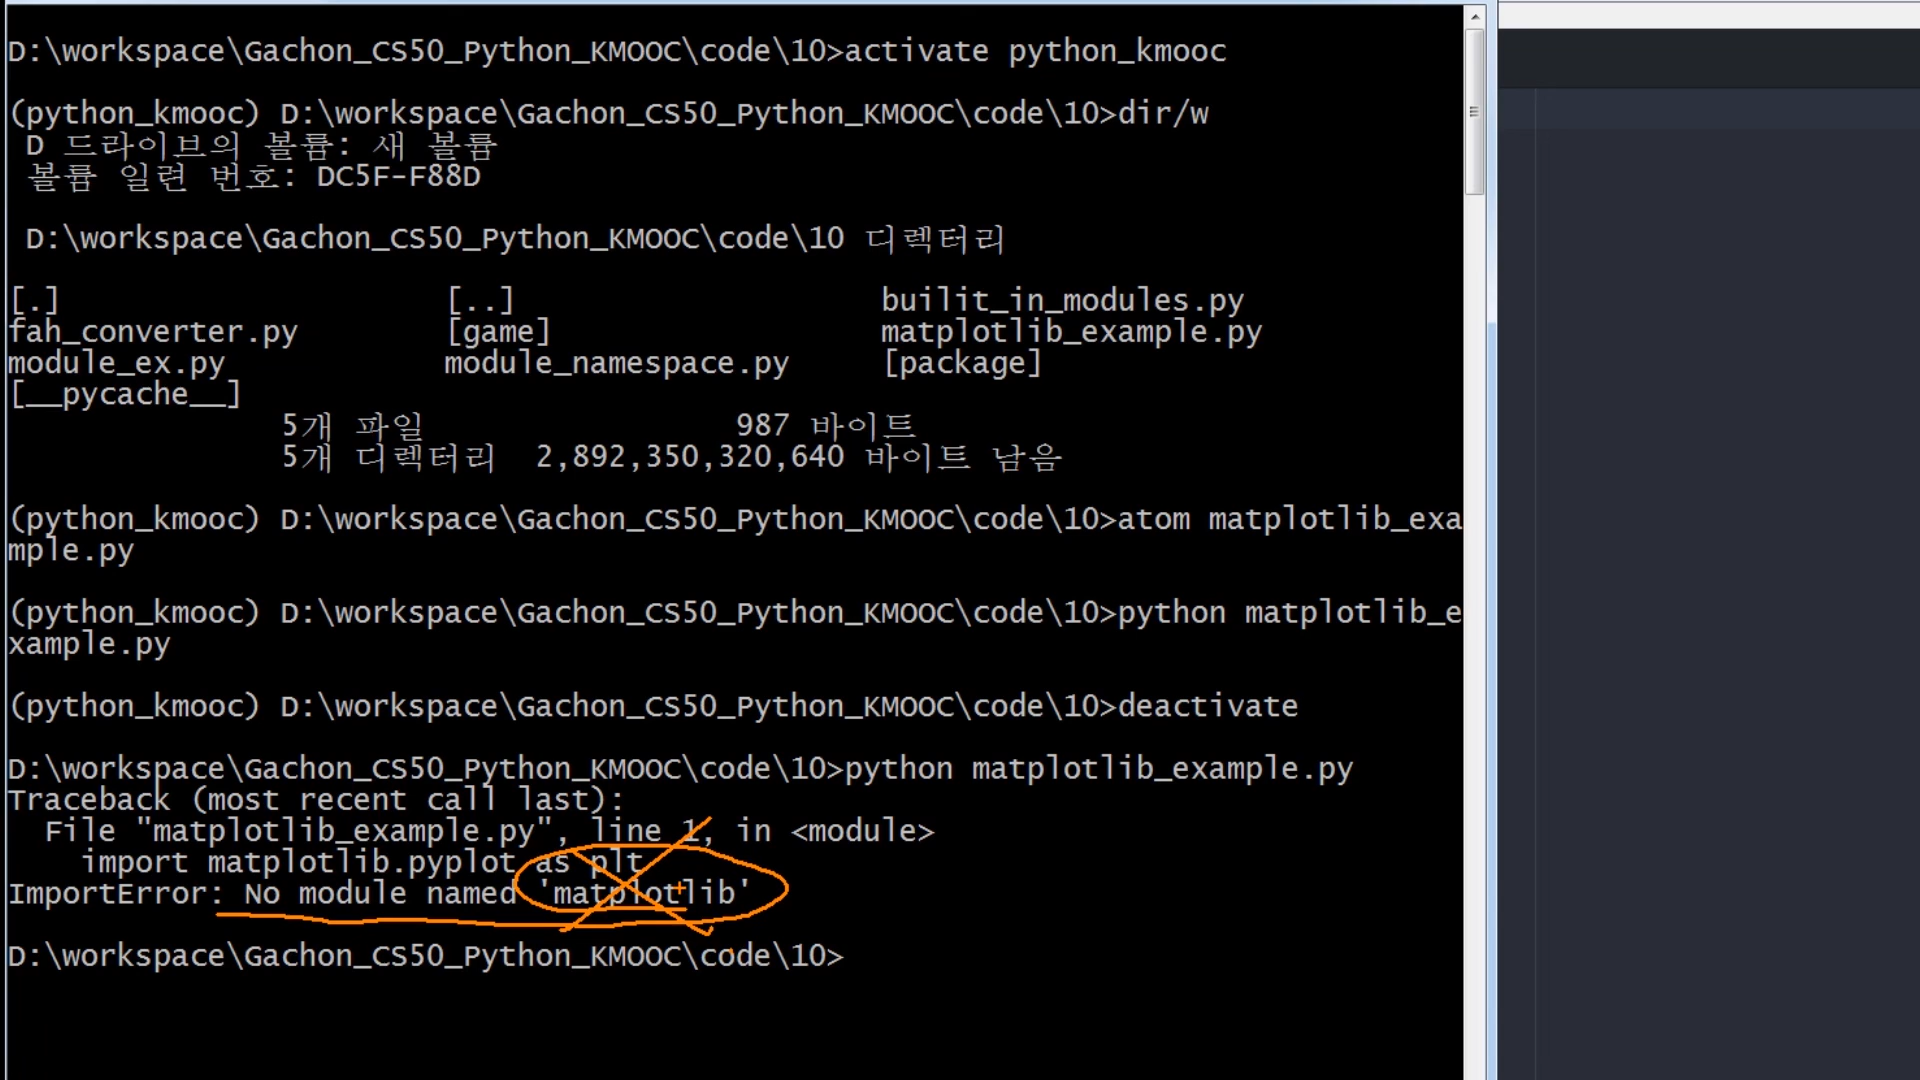 D:\workspace\Gachon_CS50_Python_KMOOC\code\10>activate python_kmooc
(python_kmooc) D:\workspace\Gachon_CS50_Python_KMOOC\code\10>dir/w
D 드라이브의 볼륨: 새 볼륨
볼륨 일련 번호: DC5F-F88D
D:\workspace\Gachon_CS50_Python_KMOOC\code\10 디렉터리
[.] [..] builit_in_modules.py
fah_converter.py [game] matplotlib_example.py
module_ex.py module_namespace.py [package]
[__pycache__]
5개 파일 987 바이트
5개 디렉터리 2,892,350,320,640 바이트 남음
(python_kmooc) D:\workspace\Gachon_CS50_Python_KMOOC\code\10>atom matplotlib_exa
mple.py
(python_kmooc) D:\workspace\Gachon_CS50_Python_KMOOC\code\10>python matplotlib_e
xample.py
(python_kmooc) D:\workspace\Gachon_CS50_Python_KMOOC\code\10>deactivate
D:\workspace\Gachon_CS50_Python_KMOOC\code\10>python matplotlib_example.py
Traceback (most recent call last):
File "matplotlib_example.py", line 1, in <module>
import matplotlib.pyplot as plt
ImportError: No module named 'matplotlib'
D:\workspace\Gachon_CS50_Python_KMOOC\code\10>